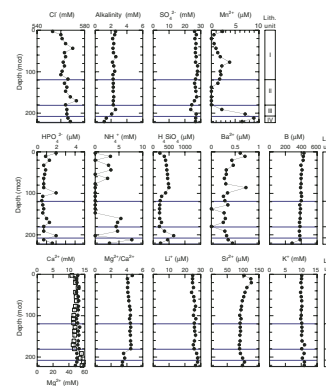 Cl⁻ (mM) Alkalinity (mM) SO₄²⁻ (mM) Mn²⁺ (µM)
540 580 0 2 4 0 10 20 30 0 5 10 Lith. unit
0
100
200
Depth (mcd)
I
II
III
IV
HPO₄²⁻ (µM) NH₄⁺ (µM) H₄SiO₄ (µM) Ba²⁺ (µM) B (µM)
0 2 4 0 5 10 0 500 1000 0 0.5 1 0 200 400 600
0
100
200
Depth (mcd)
Ca²⁺ (mM) Mg²⁺/Ca²⁺ (M) Li⁺ (µM) Sr²⁺ (µM) K⁺ (mM)
0 5 10 15 0 2 4 6 0 10 20 30 0 50 100 150 0 5 10 15
0
100
200
Depth (mcd)
0 20 40 60
Mg²⁺ (mM)